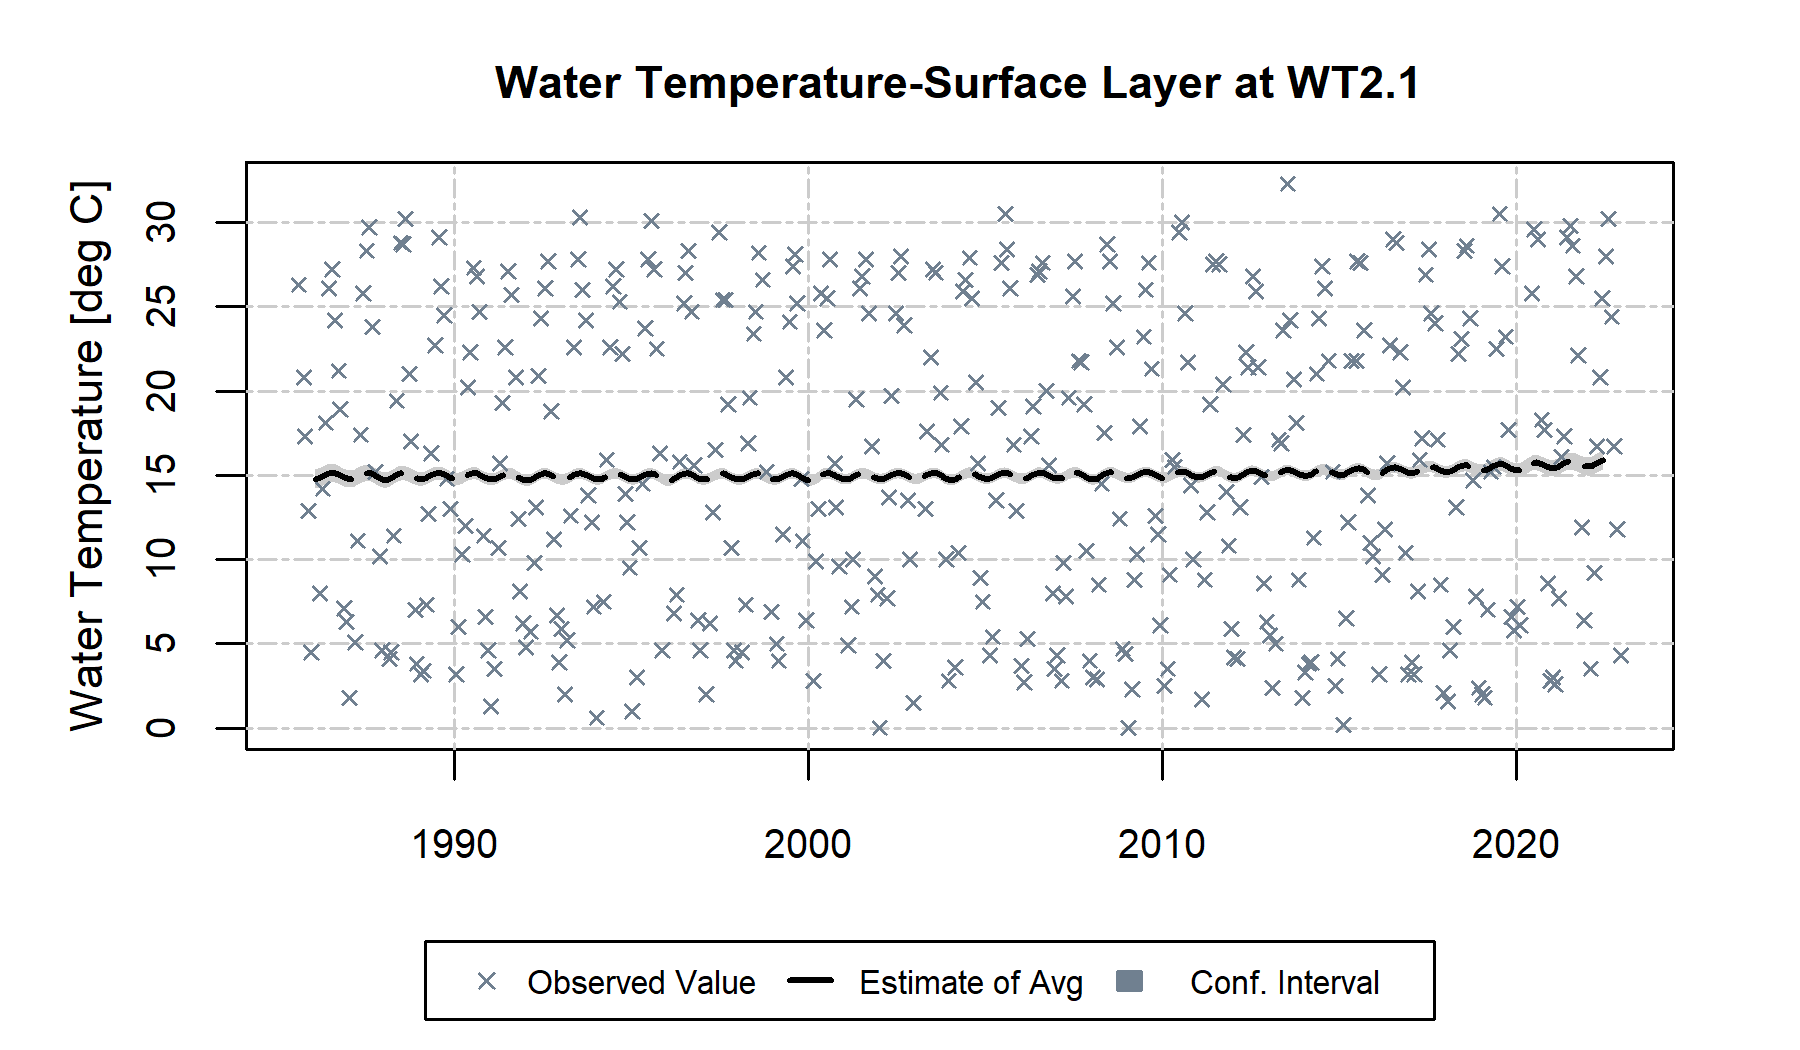 Water Temperature-Surface Layer at WT2.1
Water Temperature [deg C]
30
25
20
15
10
5
0
1990 2000 2010 2020
Observed Value Estimate of Avg Conf. Interval